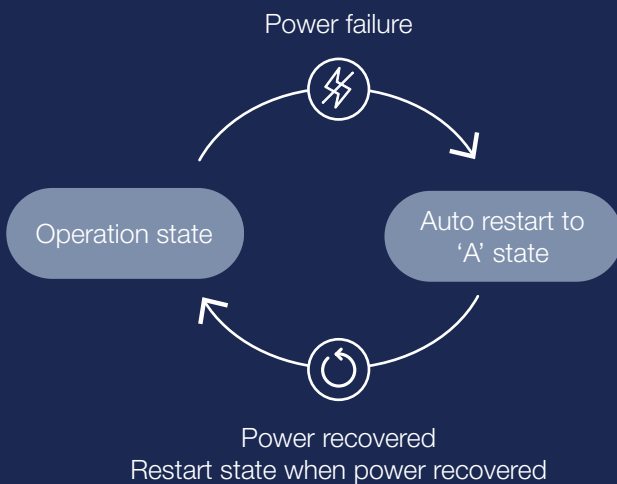 Power failure
Operation state
Auto restart to
‘A’ state
Power recovered
Restart state when power recovered